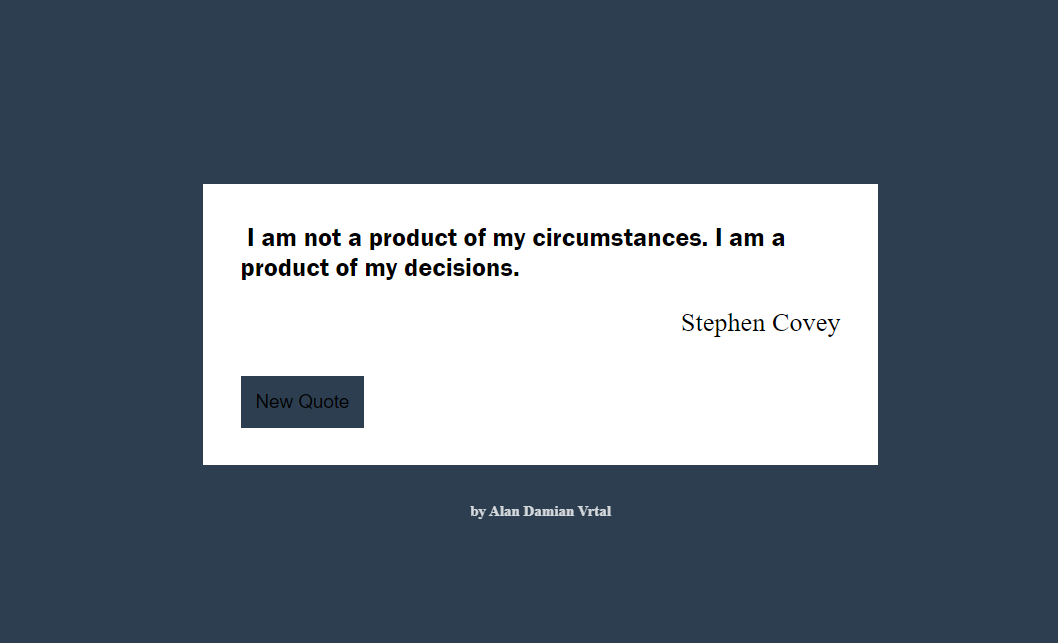 I am not a product of my circumstances. I am a
product of my decisions.
Stephen Covey
New Quote
by Alan Damian Vrtal